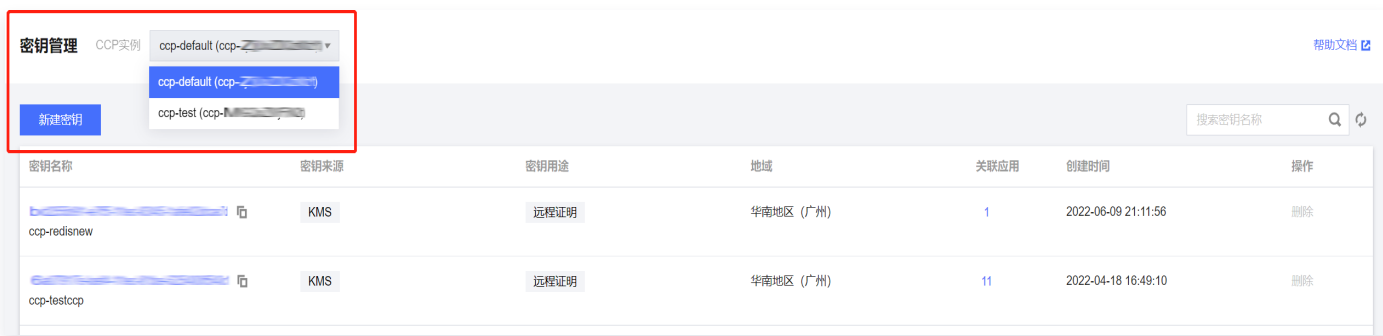 密钥管理 CCP实例 ccp-default (ccp- 帮助文档
ccp-default (ccp- )
ccp-test (ccp- )
新建密钥 搜索密钥名称
密钥名称 密钥来源 密钥用途 地域 关联应用 创建时间 操作
KMS 远程证明 华南地区（广州） 1 2022-06-09 21:11:56 删除
ccp-redisnew
KMS 远程证明 华南地区（广州） 11 2022-04-18 16:49:10 删除
ccp-testccp